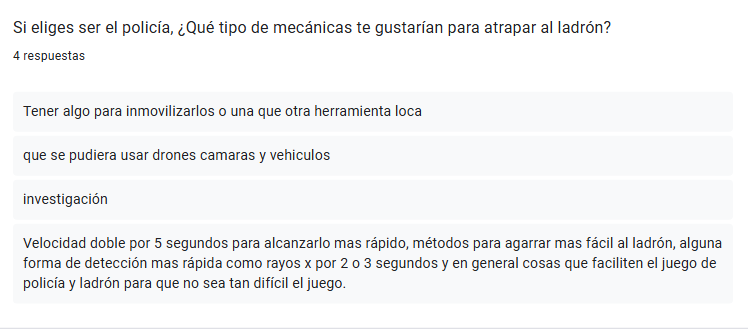 Si eliges ser el policía, ¿Qué tipo de mecánicas te gustarían para atrapar al ladrón?
4 respuestas
Tener algo para inmovilizarlos o una que otra herramienta loca
que se pudiera usar drones camaras y vehiculos
investigación
Velocidad doble por 5 segundos para alcanzarlo mas rápido, métodos para agarrar mas fácil al ladrón, alguna
forma de detección mas rápida como rayos x por 2 o 3 segundos y en general cosas que faciliten el juego de
policía y ladrón para que no sea tan difícil el juego.